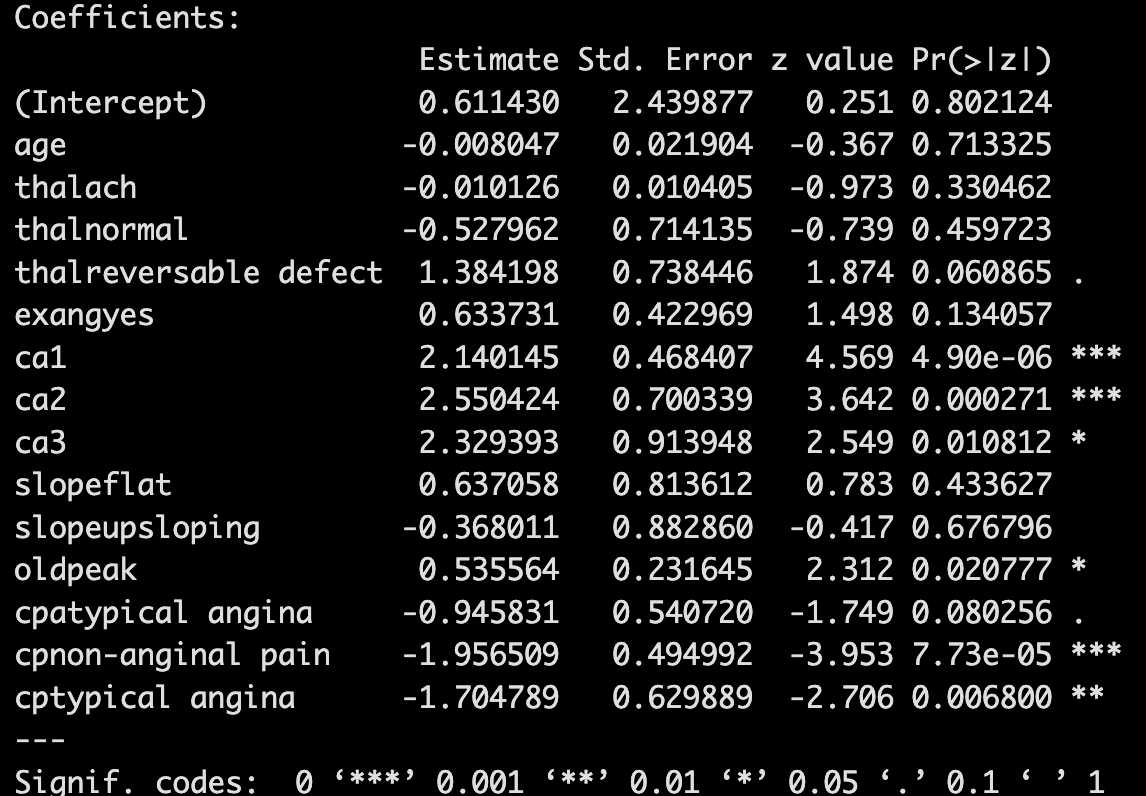 Coefficients:
                        Estimate Std. Error z value Pr(>|z|)
(Intercept)             0.611430   2.439877   0.251 0.802124
age                    -0.008047   0.021904  -0.367 0.713325
thalach                -0.010126   0.010405  -0.973 0.330462
thalnormal             -0.527962   0.714135  -0.739 0.459723
thalreversable defect   1.384198   0.738446   1.874 0.060865 .
exangyes                0.633731   0.422969   1.498 0.134057
ca1                     2.140145   0.468407   4.569 4.90e-06 ***
ca2                     2.550424   0.700339   3.642 0.000271 ***
ca3                     2.329393   0.913948   2.549 0.010812 *
slopeflat               0.637058   0.813612   0.783 0.433627
slopeupsloping         -0.368011   0.882860  -0.417 0.676796
oldpeak                 0.535564   0.231645   2.312 0.020777 *
cpatypical angina      -0.945831   0.540720  -1.749 0.080256 .
cpnon-anginal pain     -1.956509   0.494992  -3.953 7.73e-05 ***
cptypical angina       -1.704789   0.629889  -2.706 0.006800 **
---
Signif. codes:  0 ‘***’ 0.001 ‘**’ 0.01 ‘*’ 0.05 ‘.’ 0.1 ‘ ’ 1